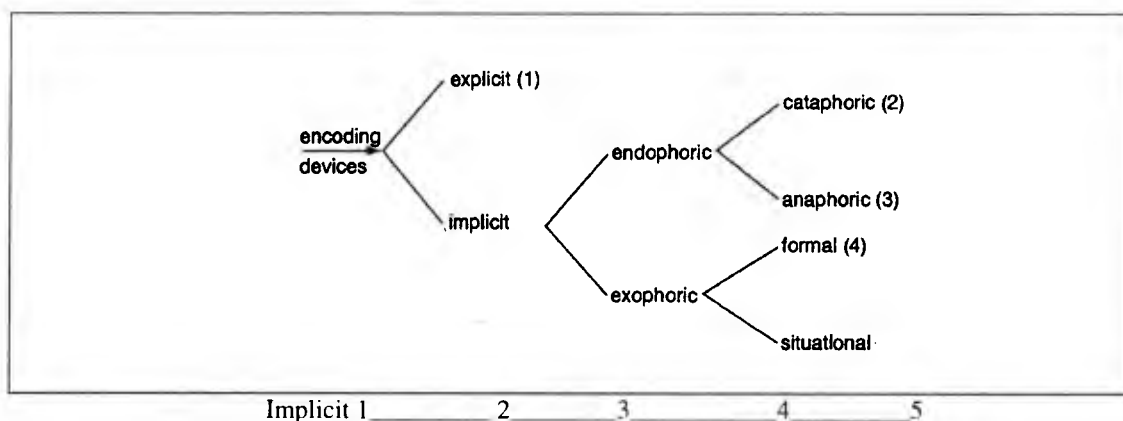 explicit (1)
cataphoric (2)
encoding
devices
endophoric
anaphoric (3)
implicit
formal (4)
exophoric
situational
Implicit 1 2 3 4 5